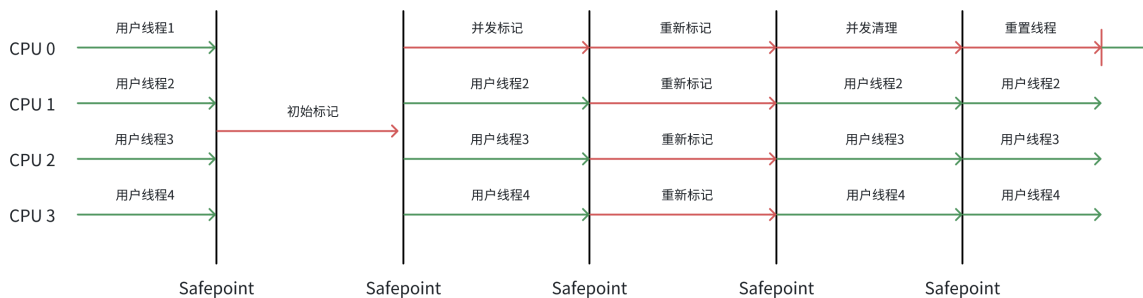 用户线程1 并发标记 重新标记 并发清理 重置线程
CPU 0
用户线程2 用户线程2 重新标记 用户线程2 用户线程2
CPU 1
初始标记
用户线程3 用户线程3 重新标记 用户线程3 用户线程3
CPU 2
用户线程4 用户线程4 重新标记 用户线程4 用户线程4
CPU 3
Safepoint Safepoint Safepoint Safepoint Safepoint